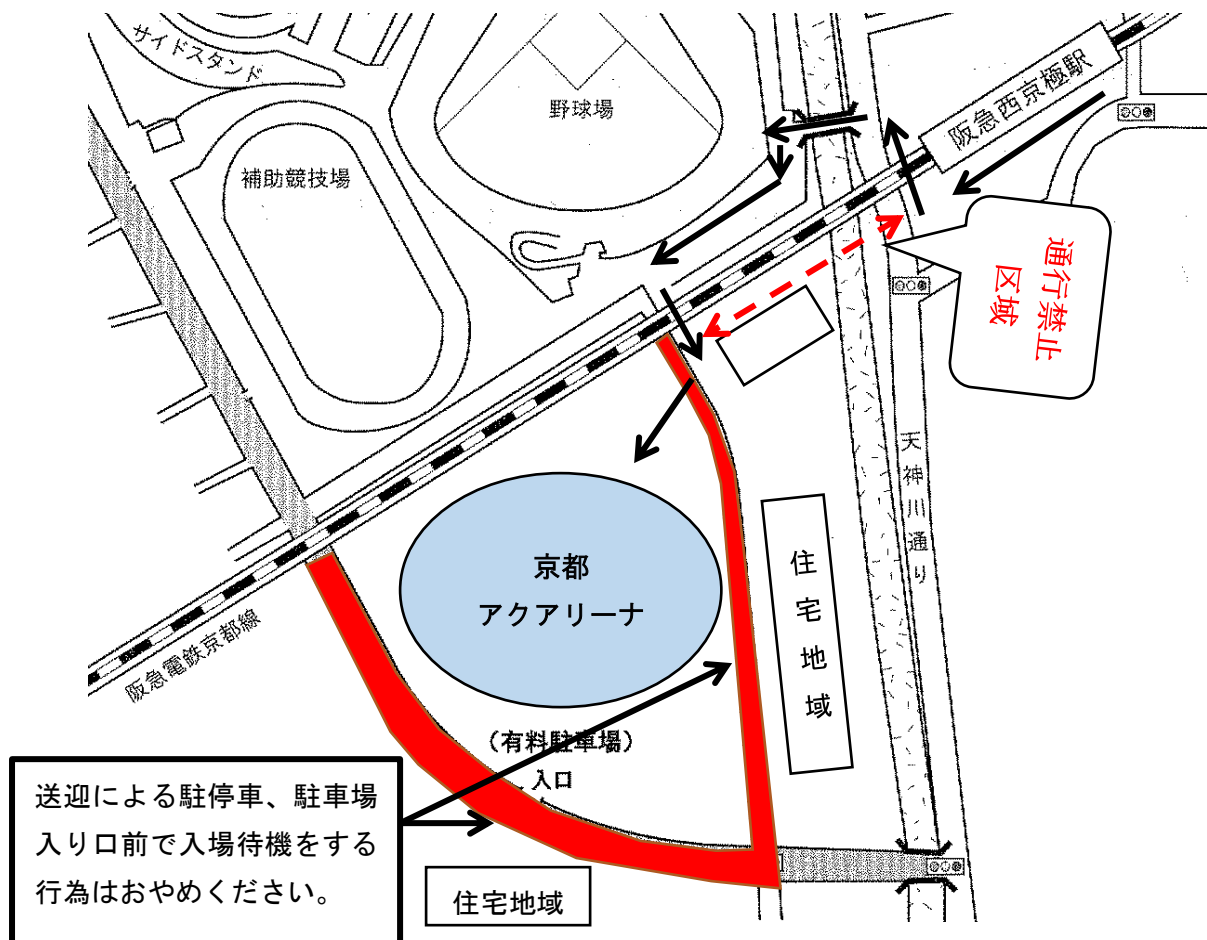 サイドスタンド
野球場
阪急西京極駅
補助競技場
通行禁止
区域
天神川通り
京都
アクアリーナ
住宅地域
阪急電鉄京都線
（有料駐車場）
入口
送迎による駐停車、駐車場
入り口前で入場待機をする
行為はおやめください。
住宅地域